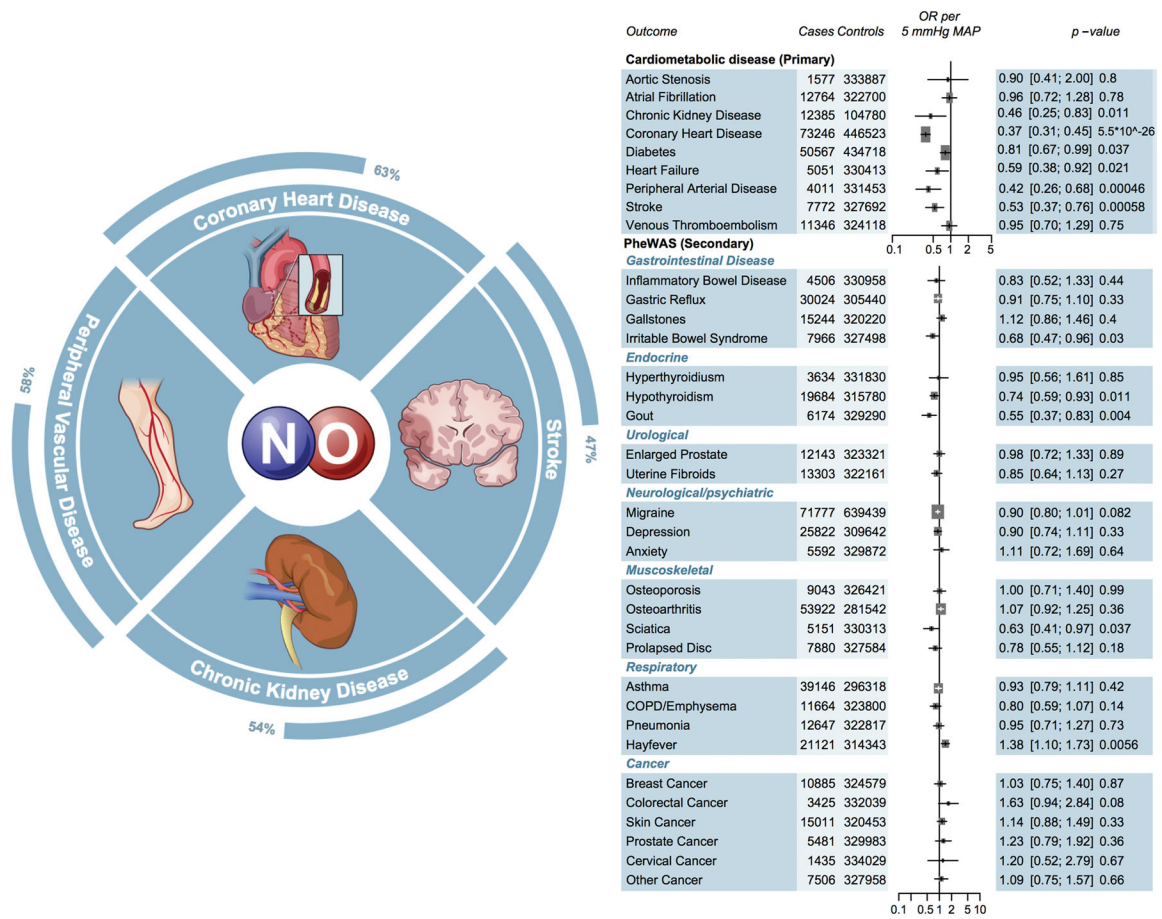 63%
Coronary Heart Disease
Peripheral Vascular Disease
58%
N O
Stroke
47%
Chronic Kidney Disease
54%
Outcome Cases Controls OR per 5 mmHg MAP p –value
Cardiometabolic disease (Primary)
Aortic Stenosis 1577 333887 0.90 [0.41; 2.00] 0.8
Atrial Fibrillation 12764 322700 0.96 [0.72; 1.28] 0.78
Chronic Kidney Disease 12385 104780 0.46 [0.25; 0.83] 0.011
Coronary Heart Disease 73246 446523 0.37 [0.31; 0.45] 5.5*10^-26
Diabetes 50567 434718 0.81 [0.67; 0.99] 0.037
Heart Failure 5051 330413 0.59 [0.38; 0.92] 0.021
Peripheral Arterial Disease 4011 331453 0.42 [0.26; 0.68] 0.00046
Stroke 7772 327692 0.53 [0.37; 0.76] 0.00058
Venous Thromboembolism 11346 324118 0.95 [0.70; 1.29] 0.75
0.1 0.5 1 2 5
PheWAS (Secondary)
Gastrointestinal Disease
Inflammatory Bowel Disease 4506 330958 0.83 [0.52; 1.33] 0.44
Gastric Reflux 30024 305440 0.91 [0.75; 1.10] 0.33
Gallstones 15244 320220 1.12 [0.86; 1.46] 0.4
Irritable Bowel Syndrome 7966 327498 0.68 [0.47; 0.96] 0.03
Endocrine
Hyperthyroidiusm 3634 331830 0.95 [0.56; 1.61] 0.85
Hypothyroidism 19684 315780 0.74 [0.59; 0.93] 0.011
Gout 6174 329290 0.55 [0.37; 0.83] 0.004
Urological
Enlarged Prostate 12143 323321 0.98 [0.72; 1.33] 0.89
Uterine Fibroids 13303 322161 0.85 [0.64; 1.13] 0.27
Neurological/psychiatric
Migraine 71777 639439 0.90 [0.80; 1.01] 0.082
Depression 25822 309642 0.90 [0.74; 1.11] 0.33
Anxiety 5592 329872 1.11 [0.72; 1.69] 0.64
Muscoskeletal
Osteoporosis 9043 326421 1.00 [0.71; 1.40] 0.99
Osteoarthritis 53922 281542 1.07 [0.92; 1.25] 0.36
Sciatica 5151 330313 0.63 [0.41; 0.97] 0.037
Prolapsed Disc 7880 327584 0.78 [0.55; 1.12] 0.18
Respiratory
Asthma 39146 296318 0.93 [0.79; 1.11] 0.42
COPD/Emphysema 11664 323800 0.80 [0.59; 1.07] 0.14
Pneumonia 12647 322817 0.95 [0.71; 1.27] 0.73
Hayfever 21121 314343 1.38 [1.10; 1.73] 0.0056
Cancer
Breast Cancer 10885 324579 1.03 [0.75; 1.40] 0.87
Colorectal Cancer 3425 332039 1.63 [0.94; 2.84] 0.08
Skin Cancer 15011 320453 1.14 [0.88; 1.49] 0.33
Prostate Cancer 5481 329983 1.23 [0.79; 1.92] 0.36
Cervical Cancer 1435 334029 1.20 [0.52; 2.79] 0.67
Other Cancer 7506 327958 1.09 [0.75; 1.57] 0.66
0.1 0.5 1 2 5 10